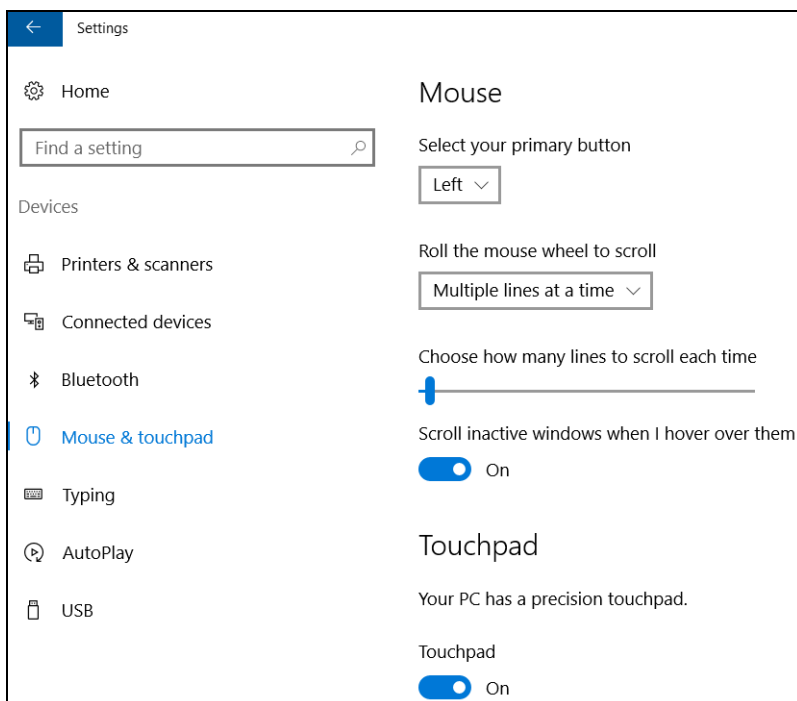 Settings
Home
Find a setting
Devices
Printers & scanners
Connected devices
Bluetooth
Mouse & touchpad
Typing
AutoPlay
USB
Mouse
Select your primary button
Left
Roll the mouse wheel to scroll
Multiple lines at a time
Choose how many lines to scroll each time
Scroll inactive windows when I hover over them
On
Touchpad
Your PC has a precision touchpad.
Touchpad
On